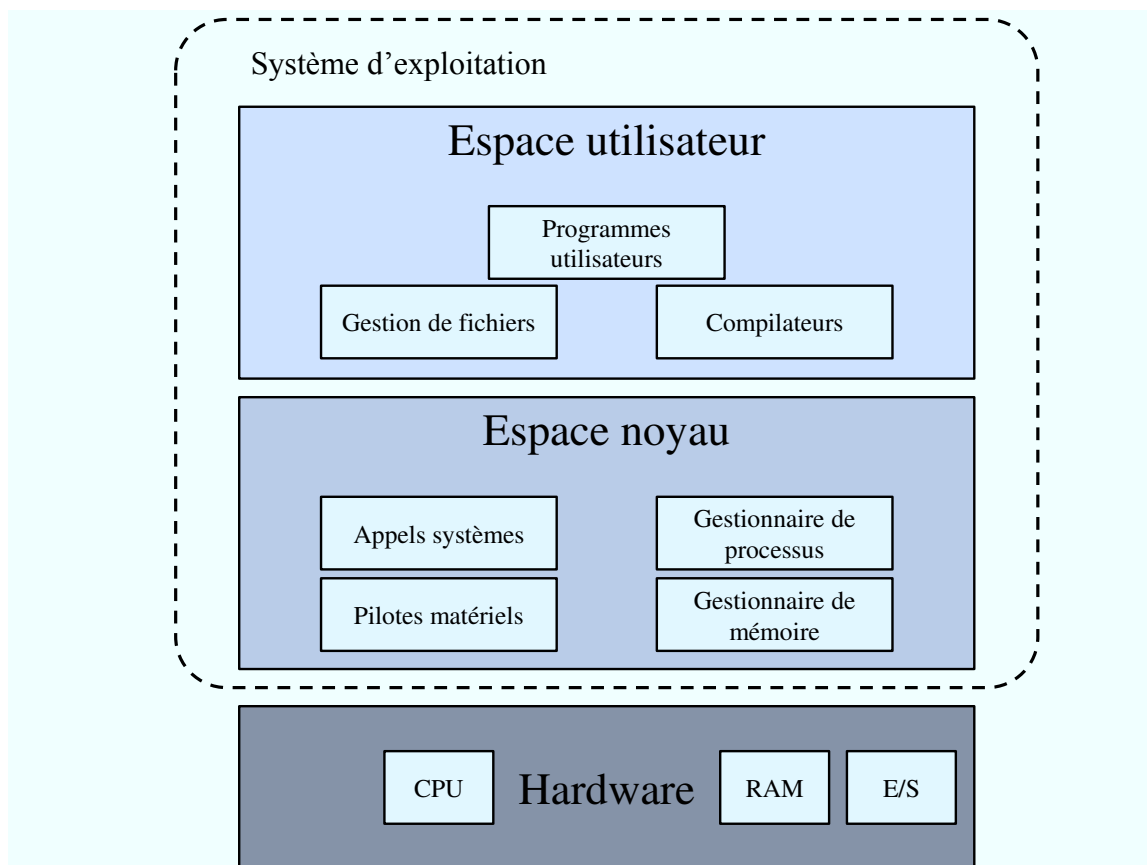 Système d’exploitation
Espace utilisateur
Programmes
utilisateurs
Gestion de fichiers
Compilateurs
Espace noyau
Appels systèmes
Gestionnaire de
processus
Pilotes matériels
Gestionnaire de
mémoire
CPU
Hardware
RAM
E/S